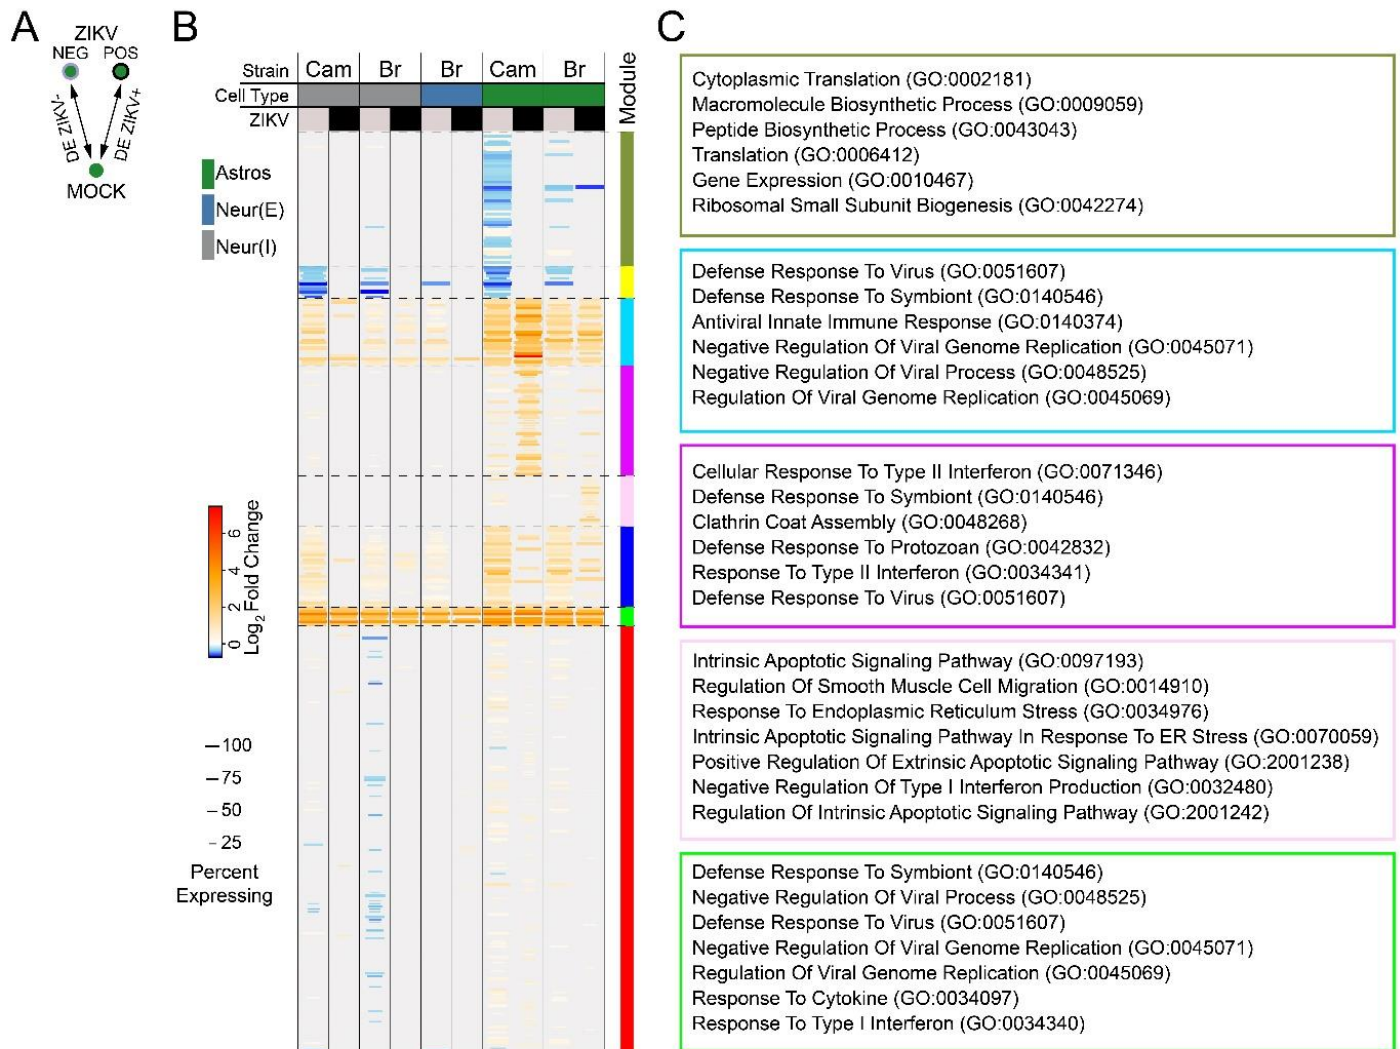 A
B
C
ZIKV
NEG POS
DE ZIKV-
DE ZIKV+
MOCK
Strain Cam Br Br Cam Br
Cell Type
ZIKV
Module
Astros
Neur(E)
Neur(I)
Log2 Fold Change
6
4
2
0
100
75
50
25
Percent
Expressing
Cytoplasmic Translation (GO:0002181)
Macromolecule Biosynthetic Process (GO:0009059)
Peptide Biosynthetic Process (GO:0043043)
Translation (GO:0006412)
Gene Expression (GO:0010467)
Ribosomal Small Subunit Biogenesis (GO:0042274)
Defense Response To Virus (GO:0051607)
Defense Response To Symbiont (GO:0140546)
Antiviral Innate Immune Response (GO:0140374)
Negative Regulation Of Viral Genome Replication (GO:0045071)
Negative Regulation Of Viral Process (GO:0048525)
Regulation Of Viral Genome Replication (GO:0045069)
Cellular Response To Type II Interferon (GO:0071346)
Defense Response To Symbiont (GO:0140546)
Clathrin Coat Assembly (GO:0048268)
Defense Response To Protozoan (GO:0042832)
Response To Type II Interferon (GO:0034341)
Defense Response To Virus (GO:0051607)
Intrinsic Apoptotic Signaling Pathway (GO:0097193)
Regulation Of Smooth Muscle Cell Migration (GO:0014910)
Response To Endoplasmic Reticulum Stress (GO:0034976)
Intrinsic Apoptotic Signaling Pathway In Response To ER Stress (GO:0070059)
Positive Regulation Of Extrinsic Apoptotic Signaling Pathway (GO:2001238)
Negative Regulation Of Type I Interferon Production (GO:0032480)
Regulation Of Intrinsic Apoptotic Signaling Pathway (GO:2001242)
Defense Response To Symbiont (GO:0140546)
Negative Regulation Of Viral Process (GO:0048525)
Defense Response To Virus (GO:0051607)
Negative Regulation Of Viral Genome Replication (GO:0045071)
Regulation Of Viral Genome Replication (GO:0045069)
Response To Cytokine (GO:0034097)
Response To Type I Interferon (GO:0034340)